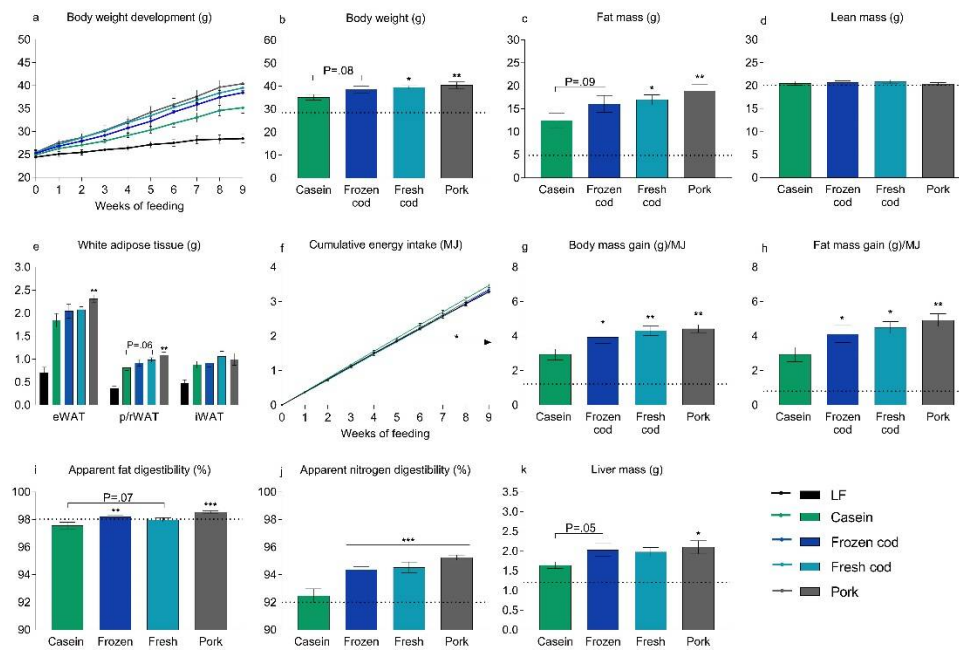 a Body weight development (g)
45
40
35
30
25
20
0 1 2 3 4 5 6 7 8 9
Weeks of feeding
b Body weight (g)
60
50
40
30
20
10
0
P=.08
*
**
Casein Frozen cod Fresh cod Pork
c Fat mass (g)
30
25
20
15
10
5
0
P=.09
*
**
Casein Frozen cod Fresh cod Pork
d Lean mass (g)
30
25
20
15
10
5
0
Casein Frozen cod Fresh cod Pork
e White adipose tissue (g)
3.0
2.5
2.0
1.5
1.0
0.5
0.0
**
P=.06
**
eWAT p/rWAT iWAT
f Cumulative energy intake (MJ)
4
3
2
1
0
*
0 1 2 3 4 5 6 7 8 9
Weeks of feeding
g Body mass gain (g)/MJ
8
6
4
2
0
*
**
**
Casein Frozen cod Fresh cod Pork
h Fat mass gain (g)/MJ
8
6
4
2
0
*
*
**
Casein Frozen cod Fresh cod Pork
i Apparent fat digestibility (%)
100
98
96
94
92
90
P=.07
**
***
Casein Frozen Fresh Pork
j Apparent nitrogen digestibility (%)
100
98
96
94
92
90
***
Casein Frozen Fresh Pork
k Liver mass (g)
3.5
3.0
2.5
2.0
1.5
1.0
0.5
0.0
P=.05
*
Casein Frozen Fresh Pork
LF
Casein
Frozen cod
Fresh cod
Pork